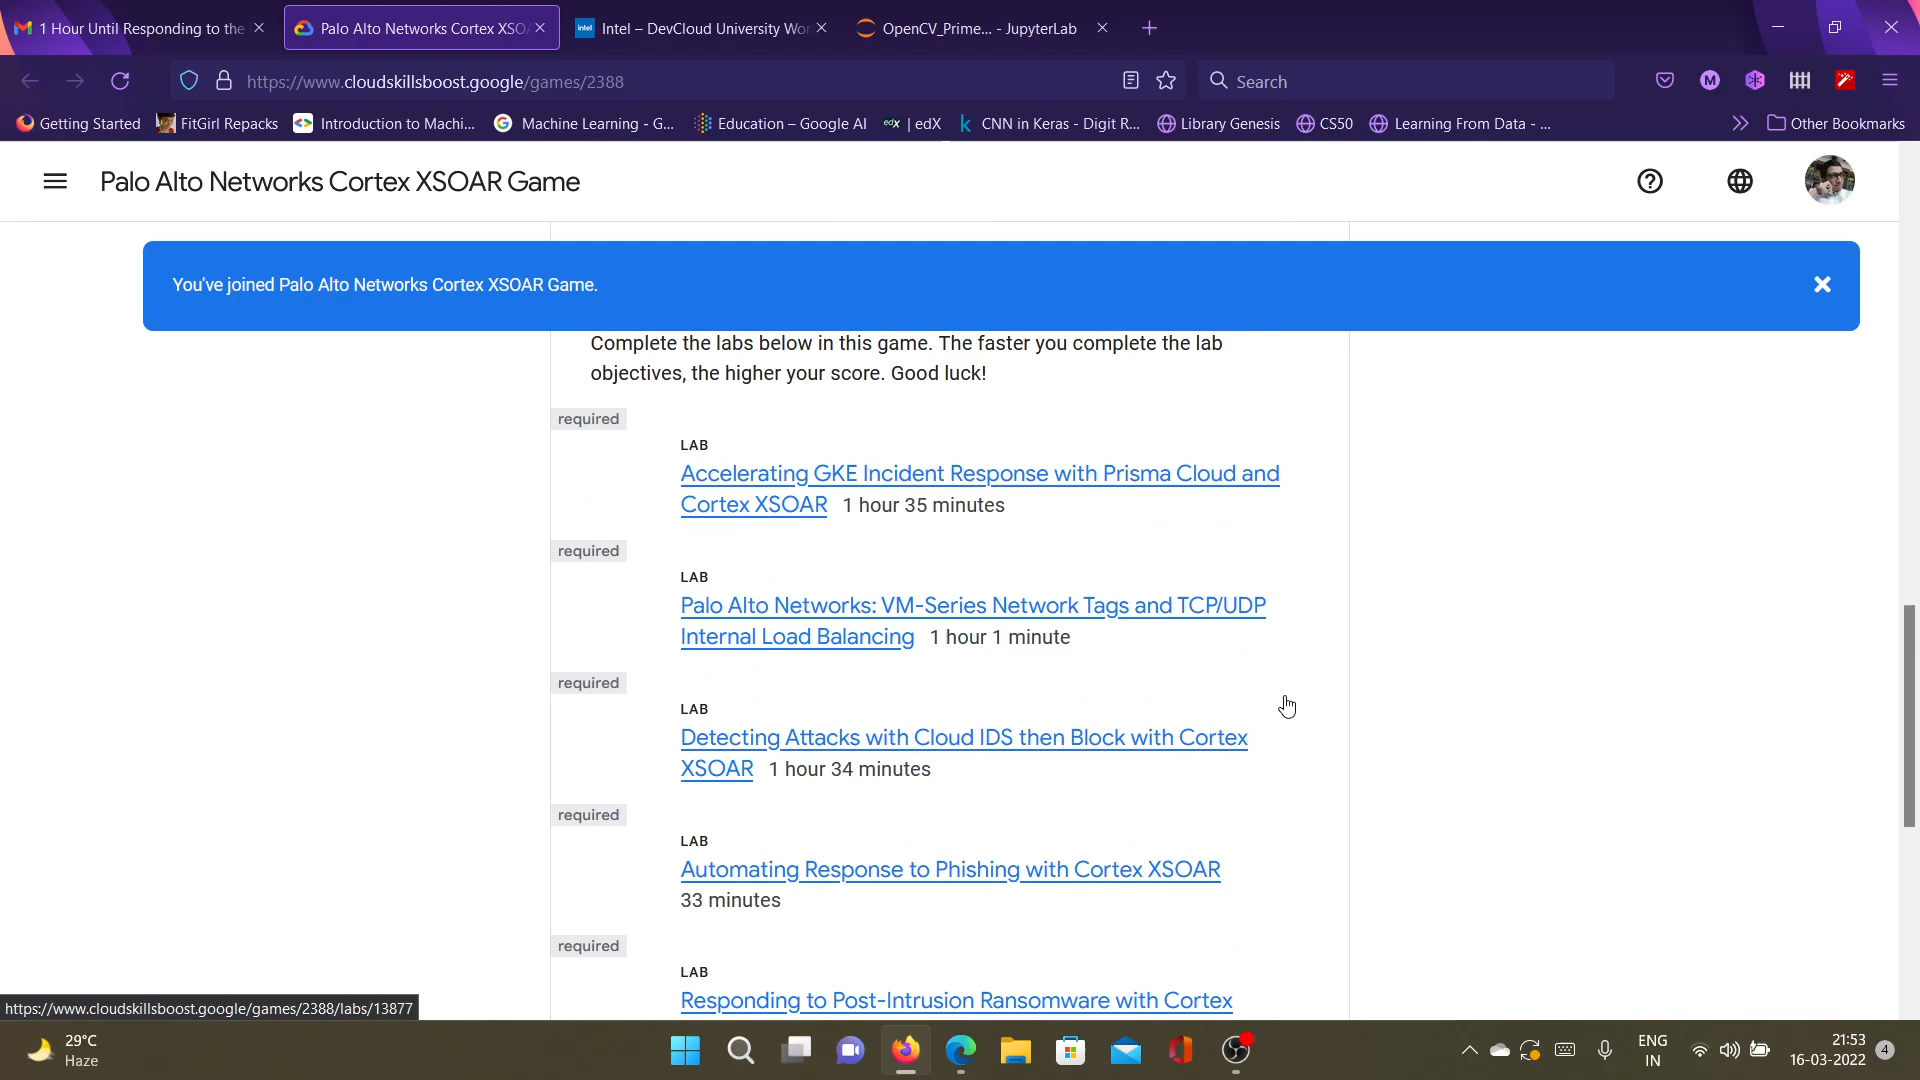 1 Hour Until Responding to the
Palo Alto Networks Cortex XSO
Intel – DevCloud University Wor
OpenCV_Prime... - JupyterLab
https://www.cloudskillsboost.google/games/2388
Search
Getting Started
FitGirl Repacks
Introduction to Machi...
Machine Learning - G...
Education – Google AI
edX | edX
CNN in Keras - Digit R...
Library Genesis
CS50
Learning From Data - ...
Other Bookmarks
Palo Alto Networks Cortex XSOAR Game
You've joined Palo Alto Networks Cortex XSOAR Game.
Complete the labs below in this game. The faster you complete the lab
objectives, the higher your score. Good luck!
required
LAB
Accelerating GKE Incident Response with Prisma Cloud and
Cortex XSOAR 1 hour 35 minutes
required
LAB
Palo Alto Networks: VM-Series Network Tags and TCP/UDP
Internal Load Balancing 1 hour 1 minute
required
LAB
Detecting Attacks with Cloud IDS then Block with Cortex
XSOAR 1 hour 34 minutes
required
LAB
Automating Response to Phishing with Cortex XSOAR
33 minutes
required
LAB
Responding to Post-Intrusion Ransomware with Cortex
https://www.cloudskillsboost.google/games/2388/labs/13877
29°C
Haze
ENG
IN
21:53
16-03-2022
4